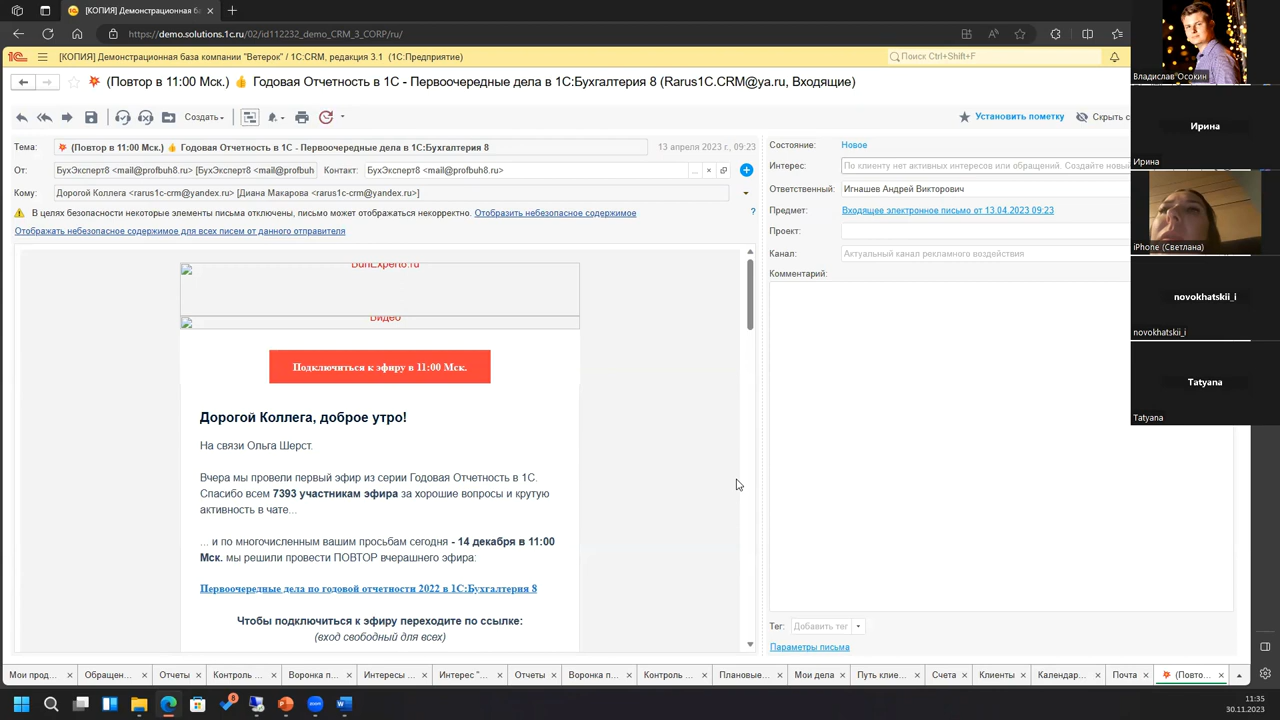 [КОПИЯ] Демонстрационная б
https://demo.solutions.1c.ru/02/id112232_demo_CRM_3_CORP/ru/
[КОПИЯ] Демонстрационная база компании "Ветерок" / 1С:CRM, редакция 3.1 (1С:Предприятие)
Поиск Ctrl+Shift+F
(Повтор в 11:00 Мск.) 👍 Годовая Отчетность в 1С - Первоочередные дела в 1С:Бухгалтерия 8 (Rarus1C.CRM@ya.ru, Входящие)
Создать
Установить пометку
Скрыть с
Тема:
(Повтор в 11:00 Мск.) 👍 Годовая Отчетность в 1С - Первоочередные дела в 1С:Бухгалтерия 8
13 апреля 2023 г., 09:23
От:
БухЭксперт8 <mail@profbuh8.ru> [БухЭксперт8 <mail@profbuh
Контакт:
БухЭксперт8 <mail@profbuh8.ru>
...
Кому:
Дорогой Коллега <rarus1c-crm@yandex.ru> [Диана Макарова <rarus1c-crm@yandex.ru>]
В целях безопасности некоторые элементы письма отключены, письмо может отображаться некорректно. Отобразить небезопасное содержимое
?
Отображать небезопасное содержимое для всех писем от данного отправителя
BuhExpert8.ru
Видео
Подключиться к эфиру в 11:00 Мск.
Дорогой Коллега, доброе утро!
На связи Ольга Шерст.
Вчера мы провели первый эфир из серии Годовая Отчетность в 1С.
Спасибо всем 7393 участникам эфира за хорошие вопросы и крутую
активность в чате...
... и по многочисленным вашим просьбам сегодня - 14 декабря в 11:00
Мск. мы решили провести ПОВТОР вчерашнего эфира:
Первоочередные дела по годовой отчетности 2022 в 1С:Бухгалтерия 8
Чтобы подключиться к эфиру переходите по ссылке:
(вход свободный для всех)
Состояние:
Новое
Интерес:
По клиенту нет активных интересов или обращений. Создайте новый
Ответственный:
Игнашев Андрей Викторович
Предмет:
Входящее электронное письмо от 13.04.2023 09:23
Проект:
Канал:
Актуальный канал рекламного воздействия
Комментарий:
Тег:
Добавить тег
Параметры письма
Владислав Осокин
Ирина
Ирина
iPhone (Светлана)
novokhatskii_i
novokhatskii_i
Tatyana
Tatyana
Мои прод...
Обращен...
Отчеты
Контроль ...
Воронка п...
Интересы ...
Интерес "...
Отчеты
Воронка п...
Контроль ...
Плановые...
Мои дела
Путь клие...
Счета
Клиенты
Календар...
Почта
(Повто...
8
11:35
30.11.2023